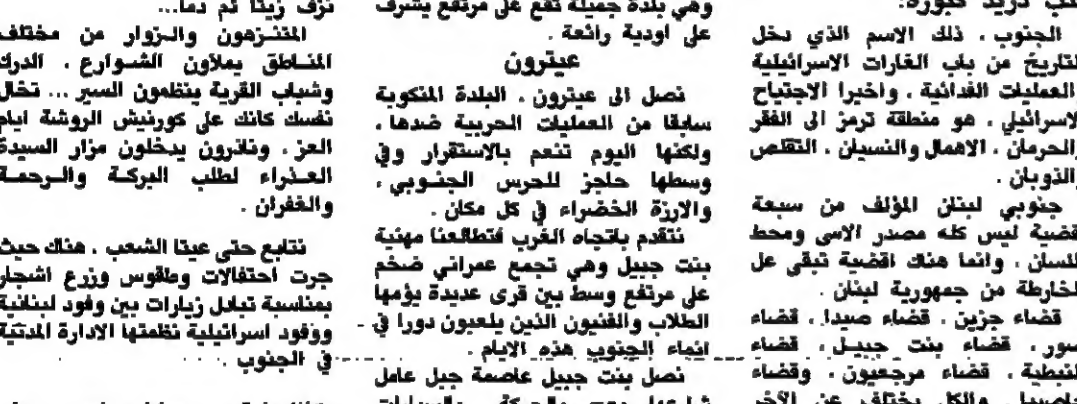 الجنوب ، ذلك الاسم الذي دخل
التاريخ من باب الغارات الاسرائيلية
والعمليات الفدائية ، واخيرا الاجتياح
الاسرائيلي ، هو منطقة ترمز الى الفقر
والحرمان ، الاهمال والنسيان ، التقلص
والذوبان .
جنوبي لبنان المؤلف من سبعة
اقضية ليس كله مصدر الاسى ومحط
اللسان ، وانما هناك اقضية تبقى على
الخارطة من جمهورية لبنان .
قضاء جزين ، قضاء صيدا ، قضاء
صور ، قضاء بنت جبيل ، قضاء
النبطية ، قضاء مرجعيون ، وقضاء
حاصبيا . والكل يختلف عن الآخر
وهي بلدة جميلة تقع على مرتفع يشرف
على اودية رائعة .
عيترون
نصل الى عيترون ، البلدة المنكوبة
سابقا من العمليات الحربية ضدها ،
ولكنها اليوم تنعم بالاستقرار وفي
وسطها حاجز للحرس الجنوبي ،
والارزة الخضراء في كل مكان .
نتقدم باتجاه الغرب فتطالعنا مهنية
بنت جبيل وهي تجمع عمراني ضخم
على مرتفع وسط بين قرى عديدة يؤمها
الطلاب والفنيون الذين يلعبون دورا في
انماء الجنوب هذه الايام .
نصل بنت جبيل عاصمة جبل عامل
نزف زيتا ثم دما...
المتنزهون والزوار من مختلف
المناطق يملأون الشوارع . الدرك
وشباب القرية ينظمون السير ... تخال
نفسك كانك على كورنيش الروشة ايام
العز ، ونائرون يدخلون مزار السيدة
العذراء لطلب البركة والرحمة
والغفران .
نتابع حتى عيتا الشعب ، هناك حيث
جرت احتفالات وطقوس وزرع اشجار
بمناسبة تبادل زيارات بين وفود لبنانية
ووفود اسرائيلية نظمتها الادارة المدنية
في الجنوب .